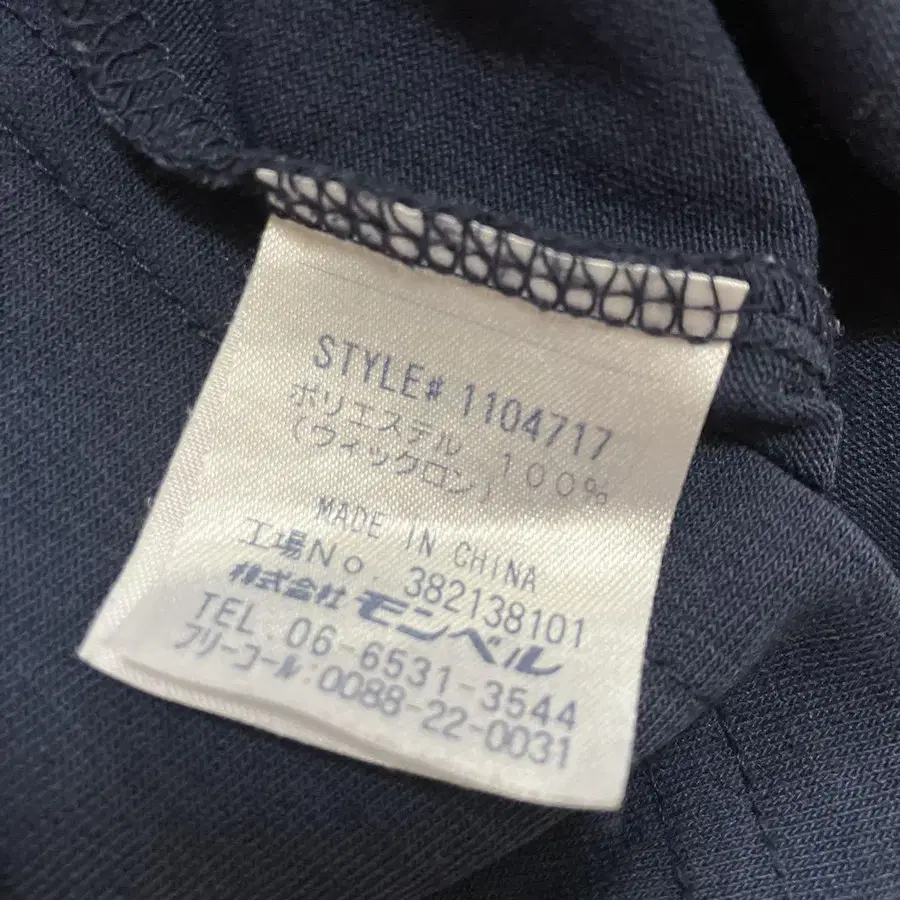 STYLE# 1104717
ポリエステル 100%
(ウィックロン)
MADE IN CHINA
工場No. 382138101
株式会社 モンベル
TEL. 06-6531-3544
フリーコール:0088-22-0031